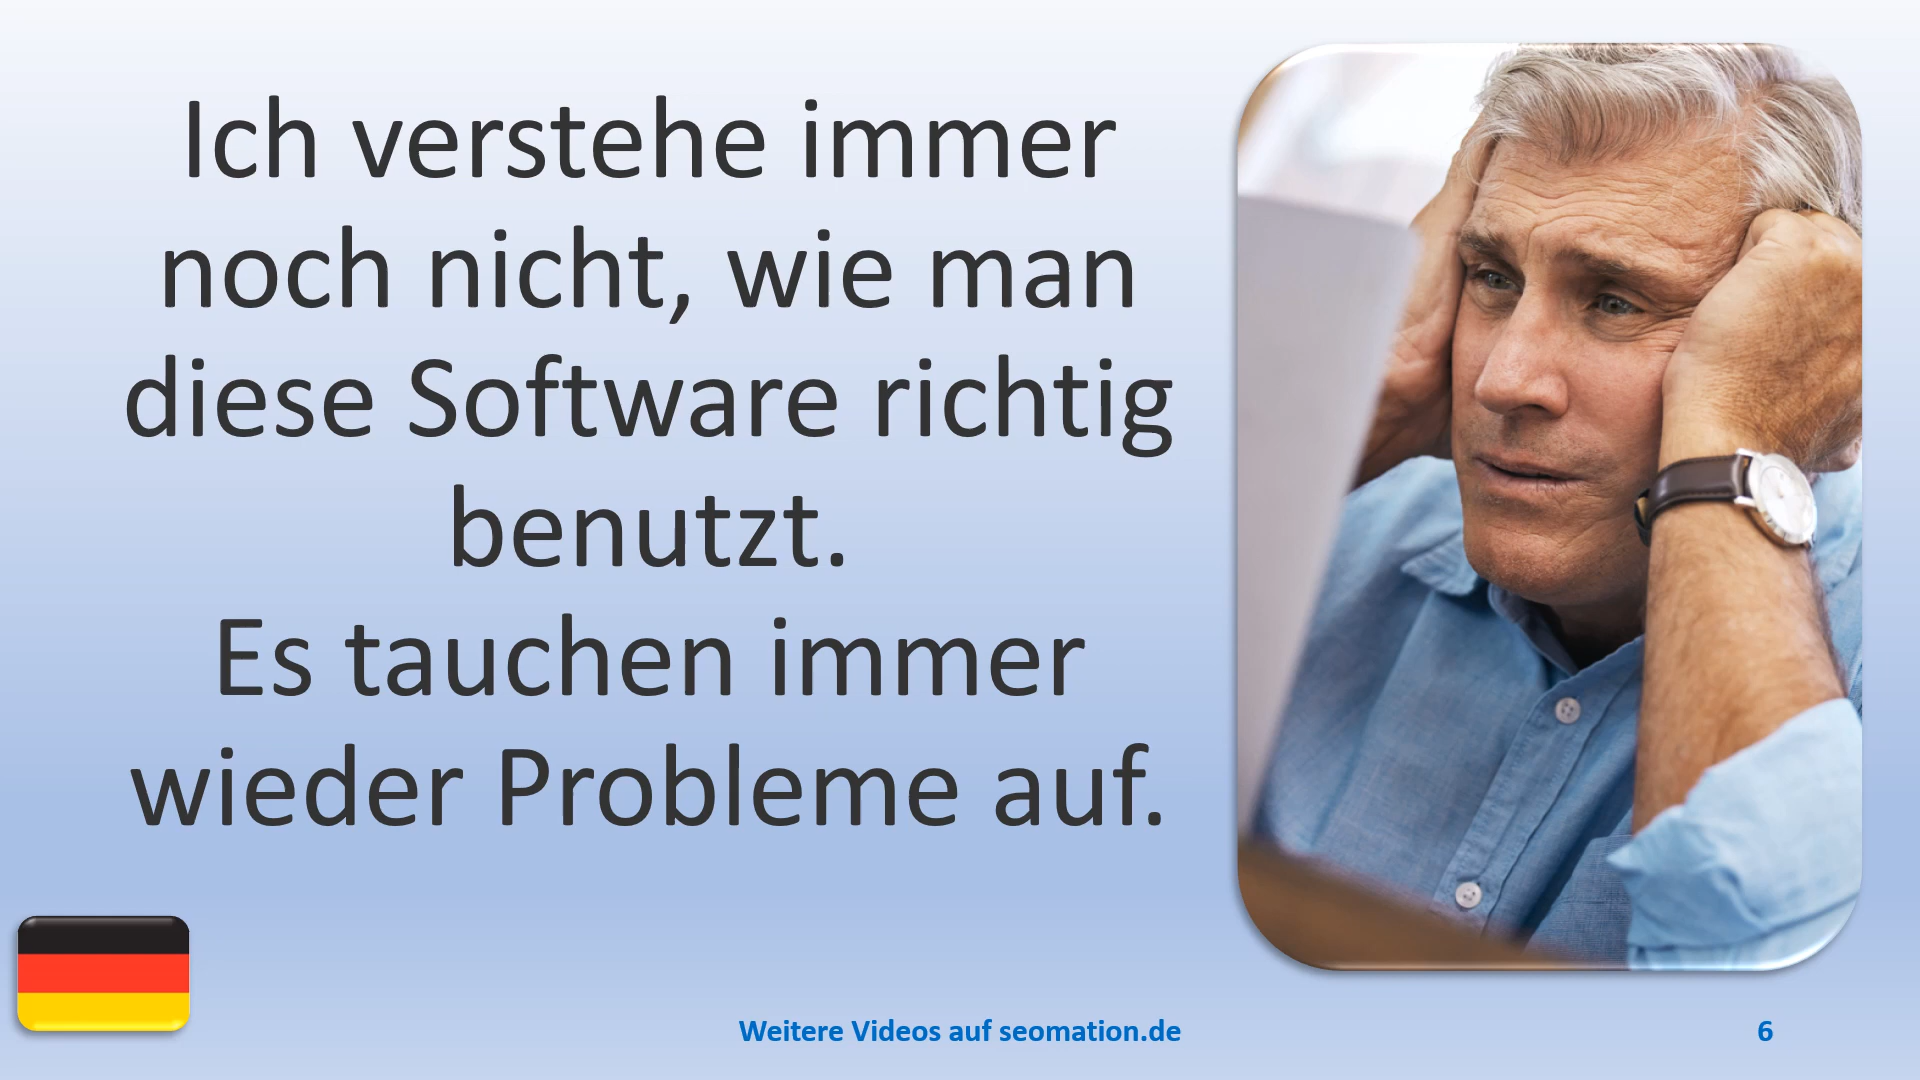 Ich verstehe immer
noch nicht, wie man
diese Software richtig
benutzt.
Es tauchen immer
wieder Probleme auf.
Weitere Videos auf seomation.de
6